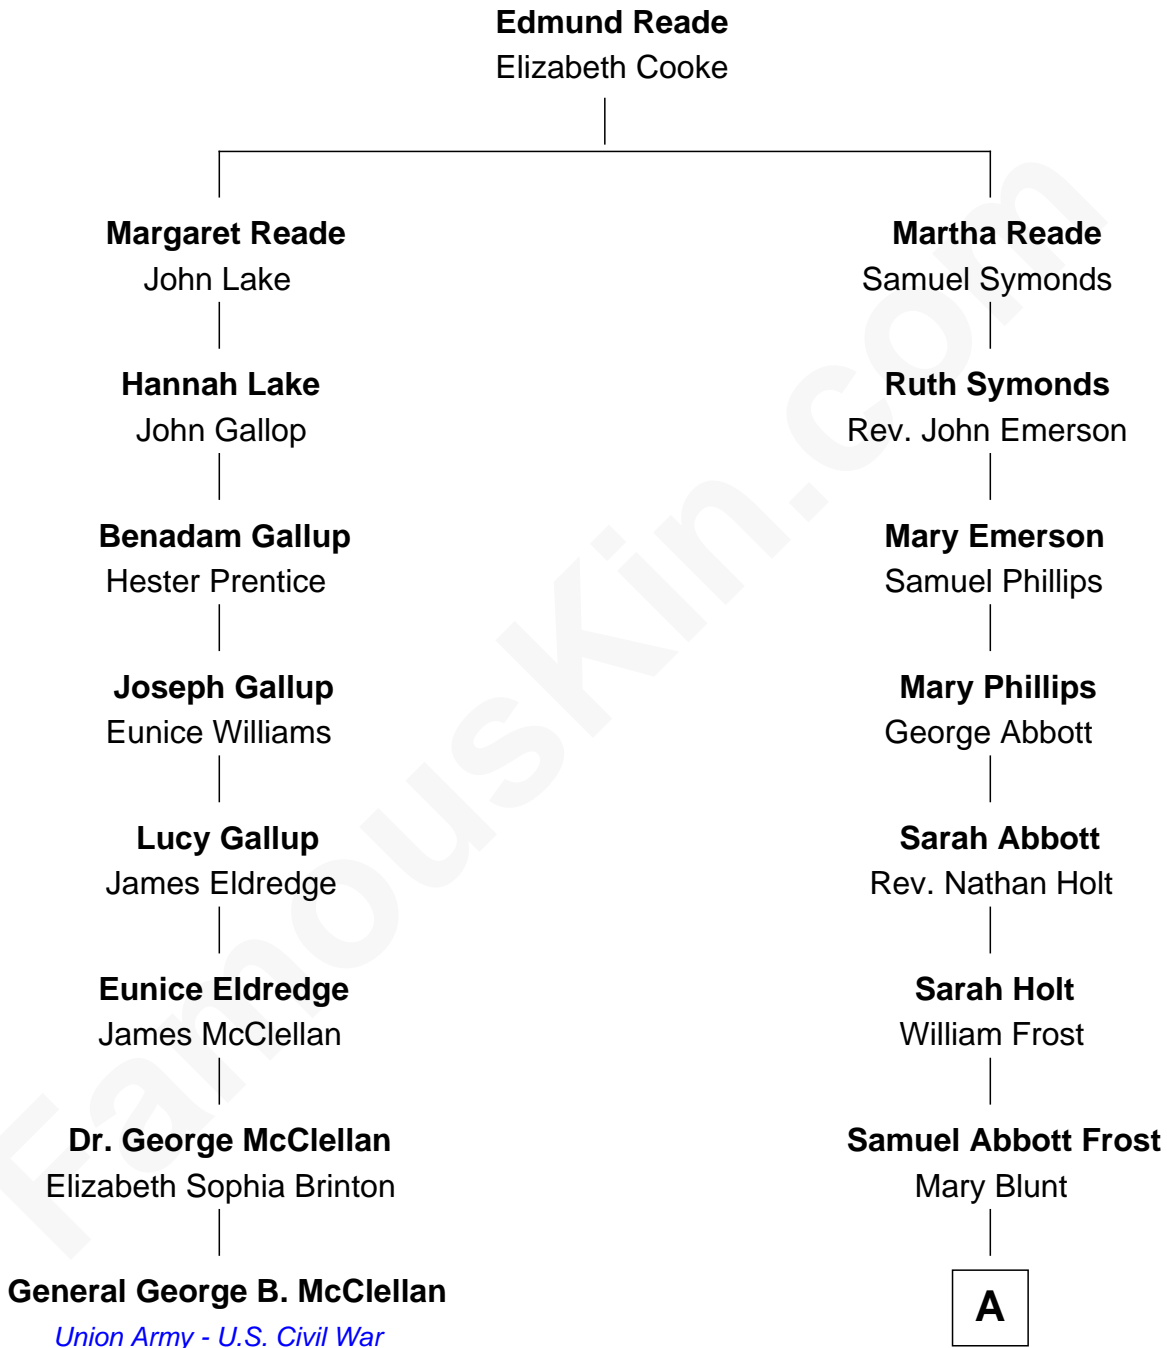 Edmund Reade
Elizabeth Cooke
Margaret Reade
John Lake
Martha Reade
Samuel Symonds
Hannah Lake
John Gallop
Ruth Symonds
Rev. John Emerson
Benadam Gallup
Hester Prentice
Mary Emerson
Samuel Phillips
Joseph Gallup
Eunice Williams
Mary Phillips
George Abbott
Lucy Gallup
James Eldredge
Sarah Abbott
Rev. Nathan Holt
Eunice Eldredge
James McClellan
Sarah Holt
William Frost
Dr. George McClellan
Elizabeth Sophia Brinton
Samuel Abbott Frost
Mary Blunt
General George B. McClellan
Union Army - U.S. Civil War
A
FamousKin.com